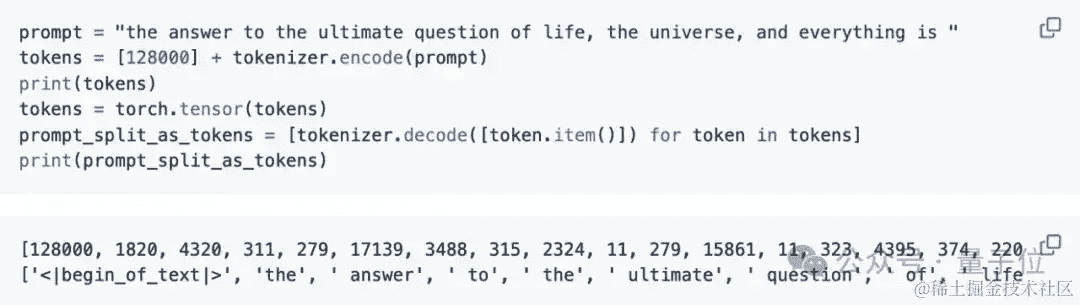 prompt = "the answer to the ultimate question of life, the universe, and everything is "
tokens = [128000] + tokenizer.encode(prompt)
print(tokens)
tokens = torch.tensor(tokens)
prompt_split_as_tokens = [tokenizer.decode([token.item()]) for token in tokens]
print(prompt_split_as_tokens)
[128000, 1820, 4320, 311, 279, 17139, 3488, 315, 2324, 11, 279, 15861, 11, 323, 4395, 374, 220
['<|begin_of_text|>', 'the', ' answer', ' to', ' the', ' ultimate', ' question', ' of', ' life
公众号·量子位
@稀土掘金技术社区